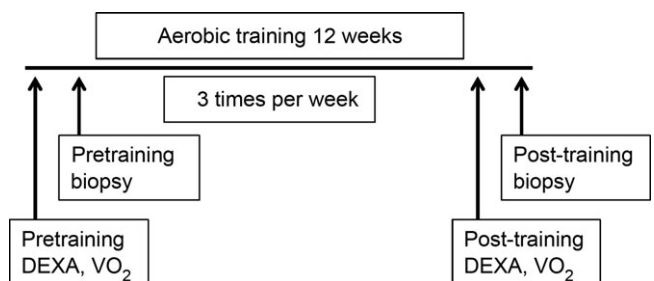 Aerobic training 12 weeks
3 times per week
Pretraining
biopsy
Post-training
biopsy
Pretraining
DEXA, VO₂
Post-training
DEXA, VO₂